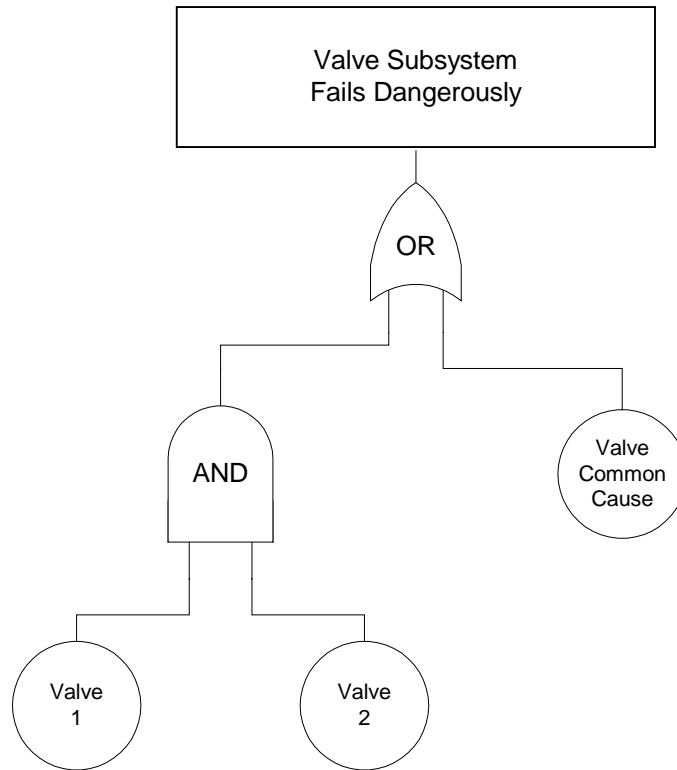 Valve Subsystem
Fails Dangerously
OR
AND
Valve
Common
Cause
Valve
1
Valve
2